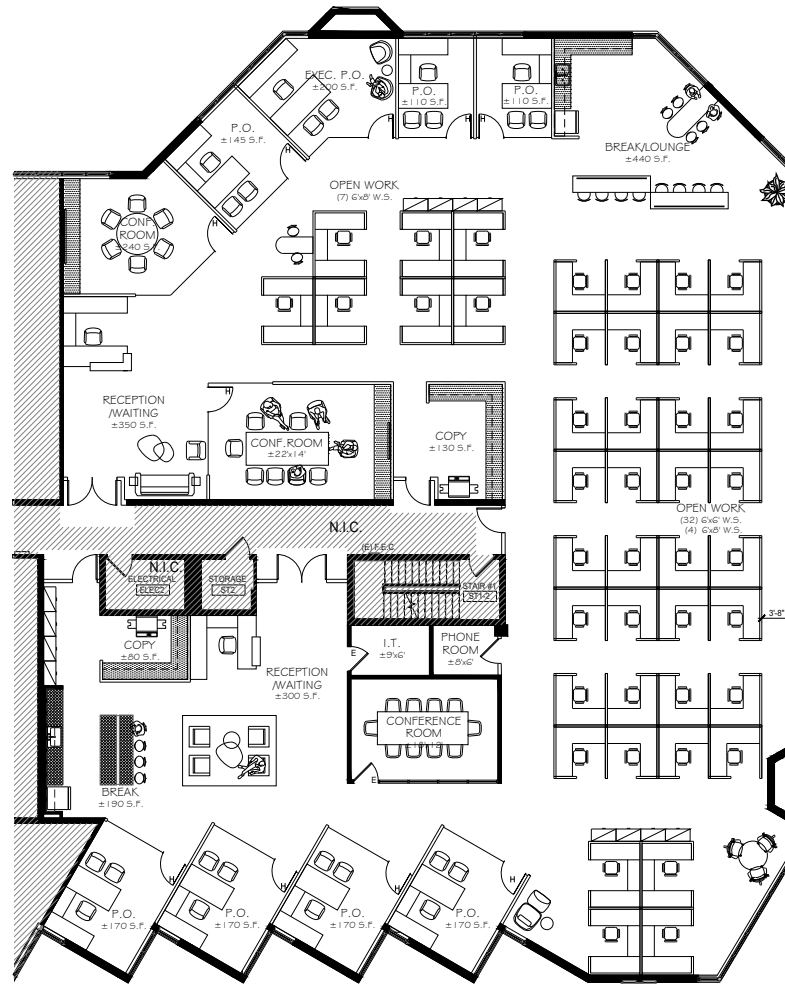 EXEC. P.O.
±200 S.F.
P.O.
±110 S.F.
P.O.
±110 S.F.
P.O.
±145 S.F.
H
H
H
H
BREAK/LOUNGE
±440 S.F.
OPEN WORK
(7) 6'x8' W.S.
CONF.
ROOM
±240 S.F.
H
RECEPTION
/WAITING
±350 S.F.
H
CONF. ROOM
±22'x14'
COPY
±130 S.F.
OPEN WORK
(32) 6'x6' W.S.
(4) 6'x8' W.S.
N.I.C.
(E) F.E.C.
N.I.C.
ELECTRICAL
ELEC2
STORAGE
ST2
STAIR #1
ST1-2
3'-8"
COPY
±80 S.F.
I.T.
±9'x6'
PHONE
ROOM
±8'x6'
E
E
RECEPTION
/WAITING
±300 S.F.
CONFERENCE
ROOM
E
BREAK
±190 S.F.
H
H
H
H
P.O.
±170 S.F.
P.O.
±170 S.F.
P.O.
±170 S.F.
P.O.
±170 S.F.